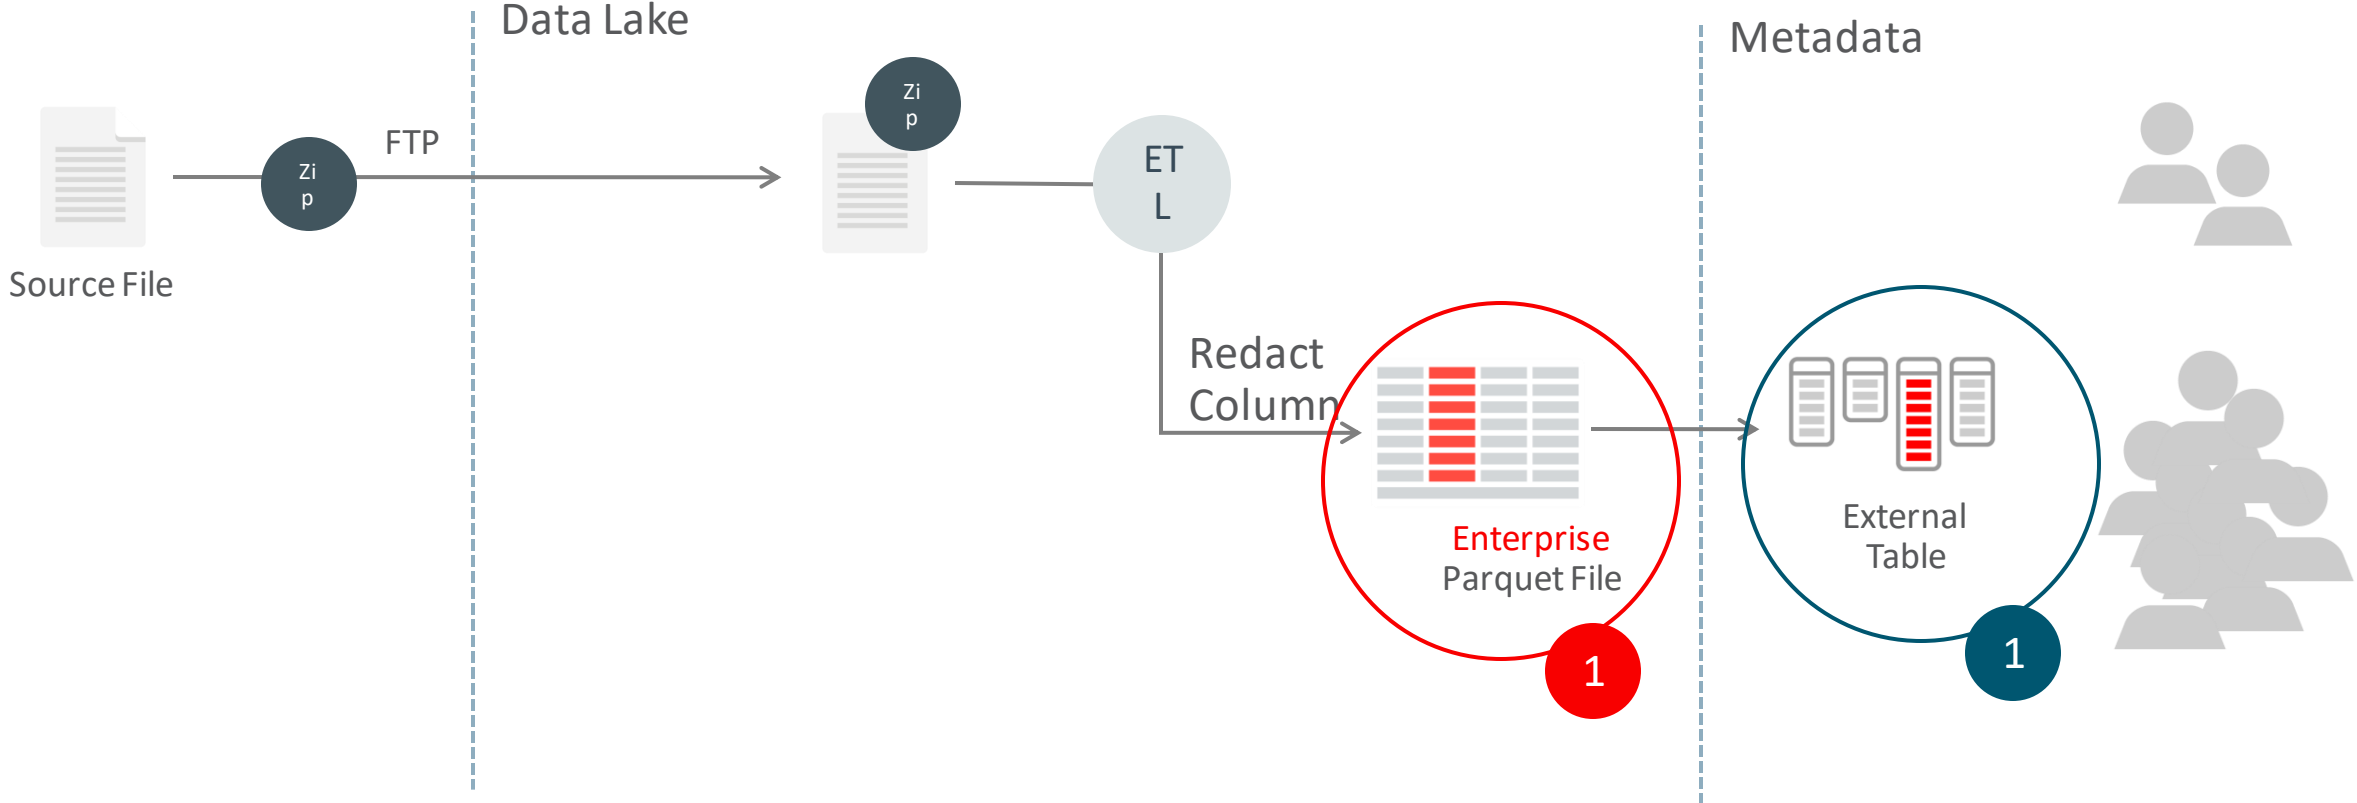 Data Lake
Metadata
Zi
p
FTP
Zi
p
ET
L
Source File
Redact
Column
Enterprise
Parquet File
1
External
Table
1